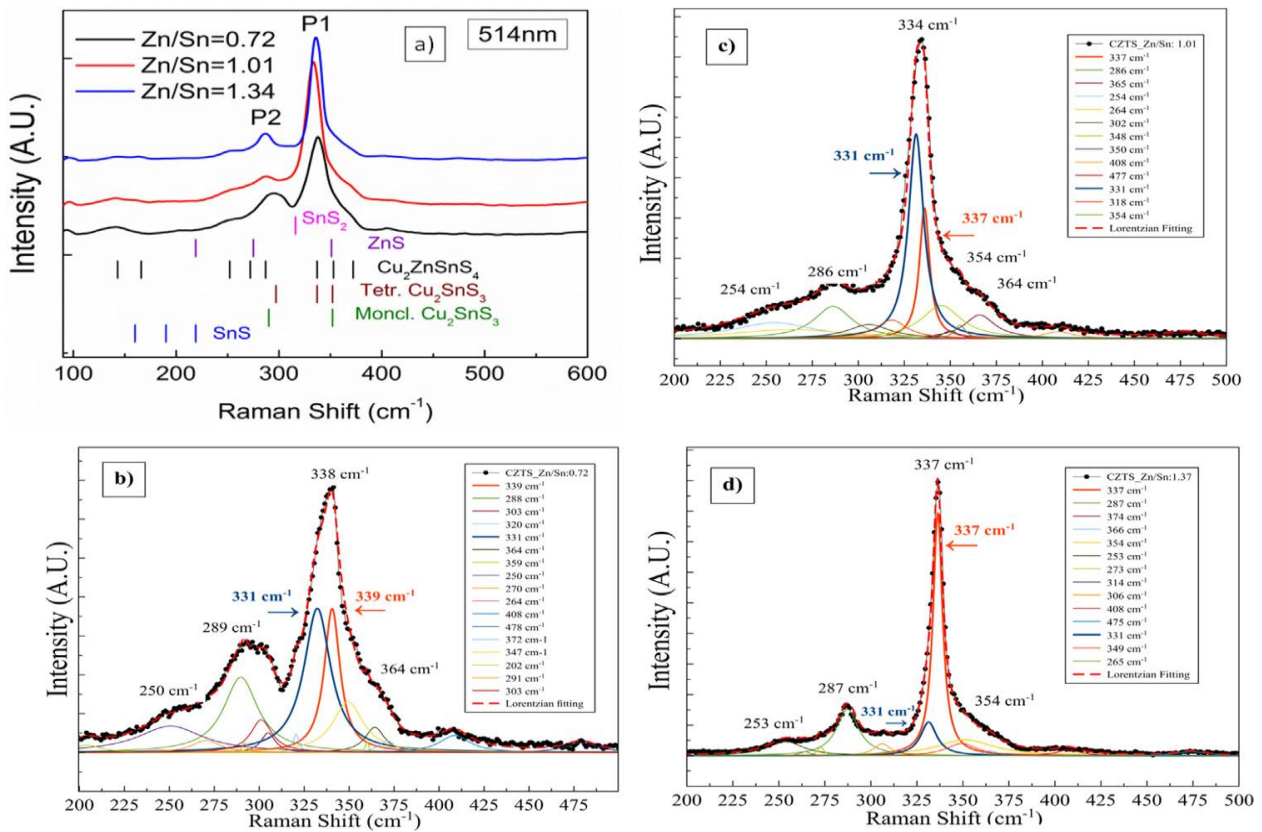 a)
514nm
Zn/Sn=0.72
Zn/Sn=1.01
Zn/Sn=1.34
P1
P2
SnS2
ZnS
Cu2ZnSnS4
Tetr. Cu2SnS3
Moncl. Cu2SnS3
SnS
Intensity (A.U.)
100 200 300 400 500 600
Raman Shift (cm-1)
c)
334 cm-1
331 cm-1
337 cm-1
354 cm-1
364 cm-1
286 cm-1
254 cm-1
CZTS_Zn/Sn: 1.01
337 cm-1
286 cm-1
365 cm-1
254 cm-1
264 cm-1
302 cm-1
348 cm-1
350 cm-1
408 cm-1
477 cm-1
331 cm-1
318 cm-1
354 cm-1
Lorentzian Fitting
Intensity (A.U.)
200 225 250 275 300 325 350 375 400 425 450 475 500
Raman Shift (cm-1)
b)
338 cm-1
331 cm-1
339 cm-1
289 cm-1
364 cm-1
250 cm-1
CZTS_Zn/Sn:0.72
339 cm-1
288 cm-1
303 cm-1
320 cm-1
331 cm-1
364 cm-1
359 cm-1
250 cm-1
270 cm-1
264 cm-1
408 cm-1
478 cm-1
372 cm-1
347 cm-1
202 cm-1
291 cm-1
303 cm-1
Lorentzian fitting
Intensity (A.U.)
200 225 250 275 300 325 350 375 400 425 450 475
Raman Shift (cm-1)
d)
337 cm-1
337 cm-1
287 cm-1
331 cm-1
354 cm-1
253 cm-1
CZTS_Zn/Sn:1.37
337 cm-1
287 cm-1
374 cm-1
366 cm-1
354 cm-1
253 cm-1
273 cm-1
314 cm-1
306 cm-1
408 cm-1
475 cm-1
331 cm-1
349 cm-1
265 cm-1
Lorentzian Fitting
Intensity (A.U.)
200 225 250 275 300 325 350 375 400 425 450 475 500
Raman Shift (cm-1)